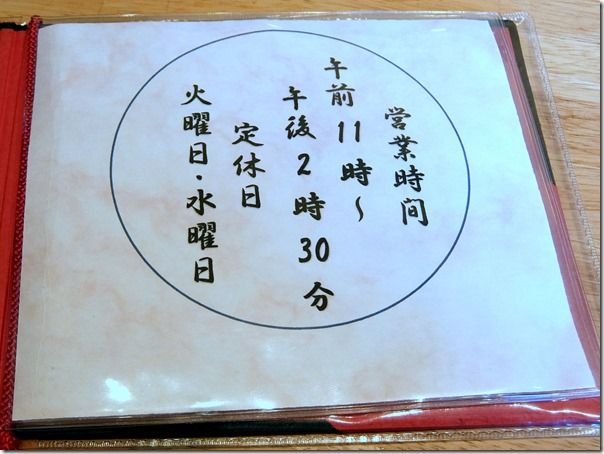 営業時間
午前11時～
午後2時30分
定休日
火曜日・水曜日